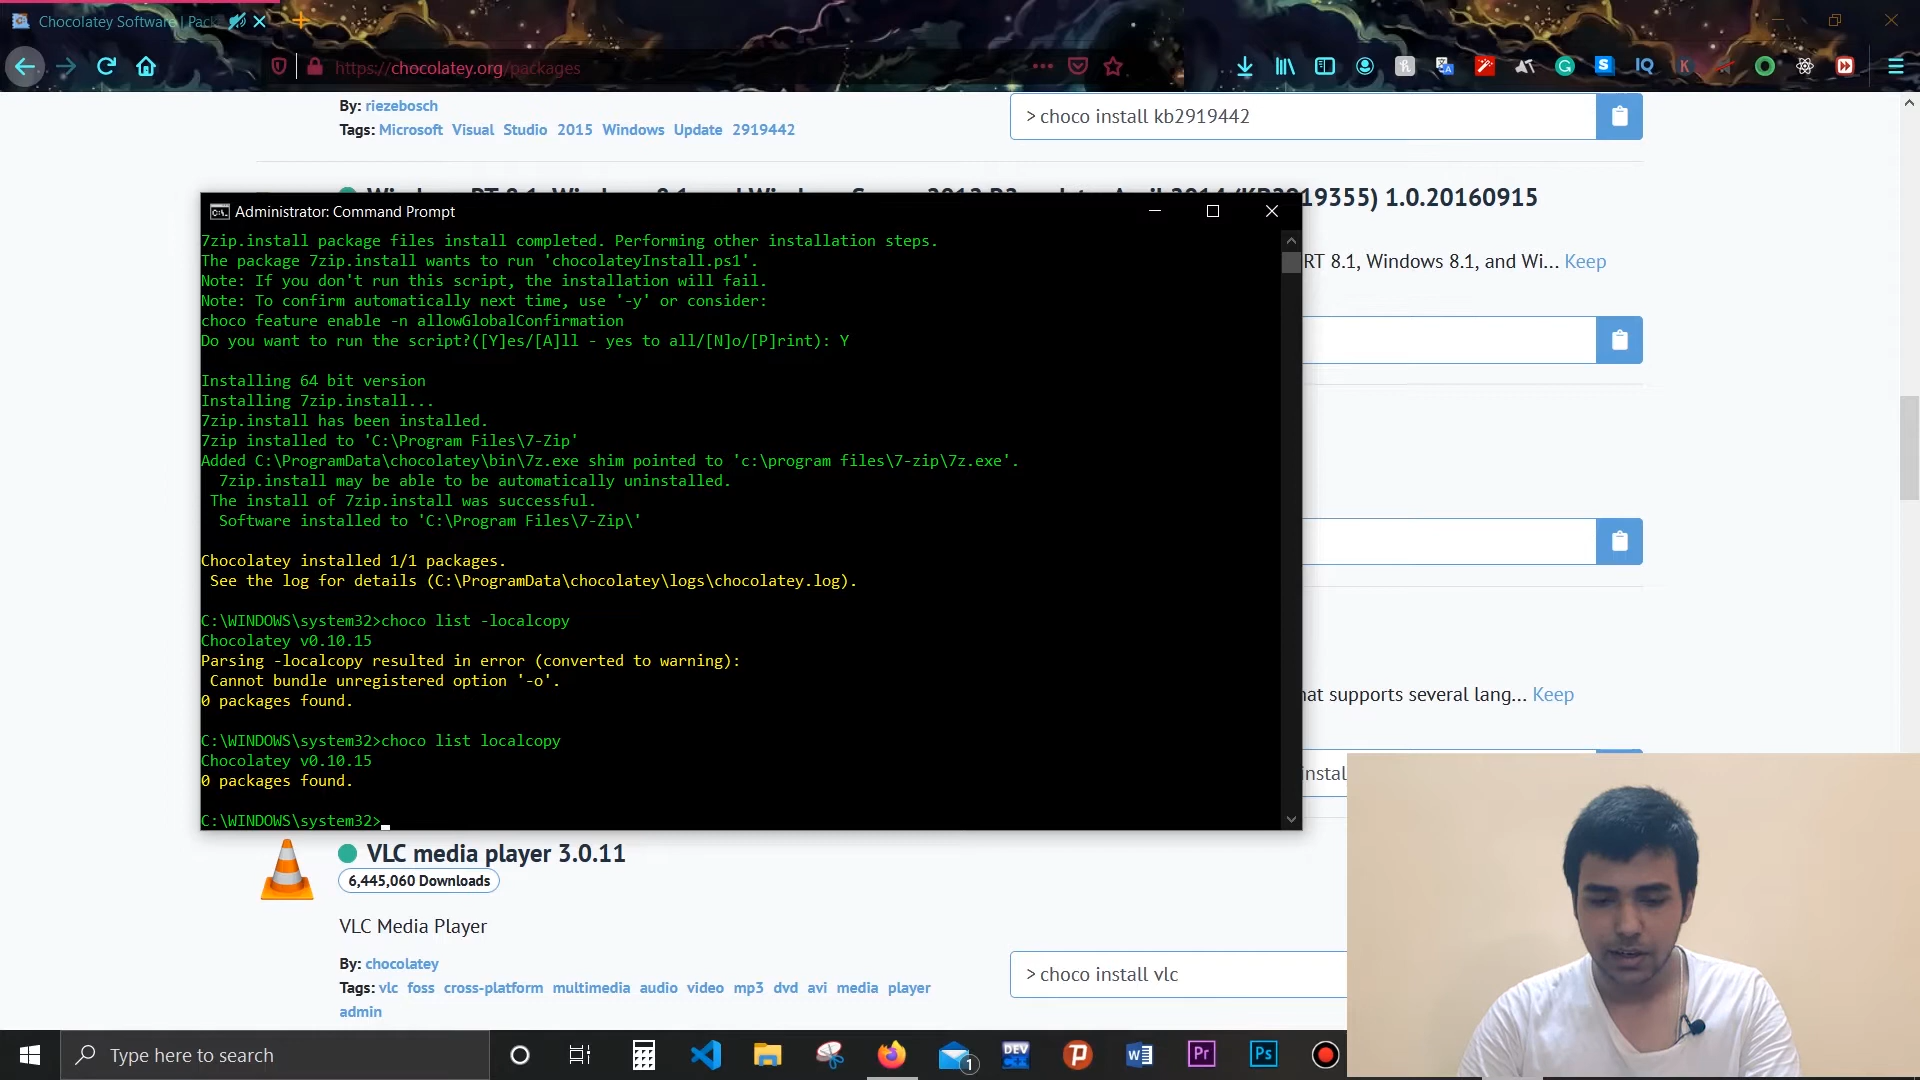 Chocolatey Software | Pack
https://chocolatey.org/packages
By: riezebosch
Tags: Microsoft Visual Studio 2015 Windows Update 2919442
> choco install kb2919442
19355) 1.0.20160915
Administrator: Command Prompt
7zip.install package files install completed. Performing other installation steps.
The package 7zip.install wants to run 'chocolateyInstall.ps1'.
Note: If you don't run this script, the installation will fail.
Note: To confirm automatically next time, use '-y' or consider:
choco feature enable -n allowGlobalConfirmation
Do you want to run the script?([Y]es/[A]ll - yes to all/[N]o/[P]rint): Y
RT 8.1, Windows 8.1, and Wi... Keep
Installing 64 bit version
Installing 7zip.install...
7zip.install has been installed.
7zip installed to 'C:\Program Files\7-Zip'
Added C:\ProgramData\chocolatey\bin\7z.exe shim pointed to 'c:\program files\7-zip\7z.exe'.
7zip.install may be able to be automatically uninstalled.
The install of 7zip.install was successful.
Software installed to 'C:\Program Files\7-Zip\'
Chocolatey installed 1/1 packages.
See the log for details (C:\ProgramData\chocolatey\logs\chocolatey.log).
C:\WINDOWS\system32>choco list -localcopy
Chocolatey v0.10.15
Parsing -localcopy resulted in error (converted to warning):
Cannot bundle unregistered option '-o'.
0 packages found.
C:\WINDOWS\system32>choco list localcopy
Chocolatey v0.10.15
0 packages found.
C:\WINDOWS\system32>
hat supports several lang... Keep
instal
VLC media player 3.0.11
6,445,060 Downloads
VLC Media Player
By: chocolatey
Tags: vlc foss cross-platform multimedia audio video mp3 dvd avi media player
admin
> choco install vlc
Type here to search
1
DEV
Pr
Ps